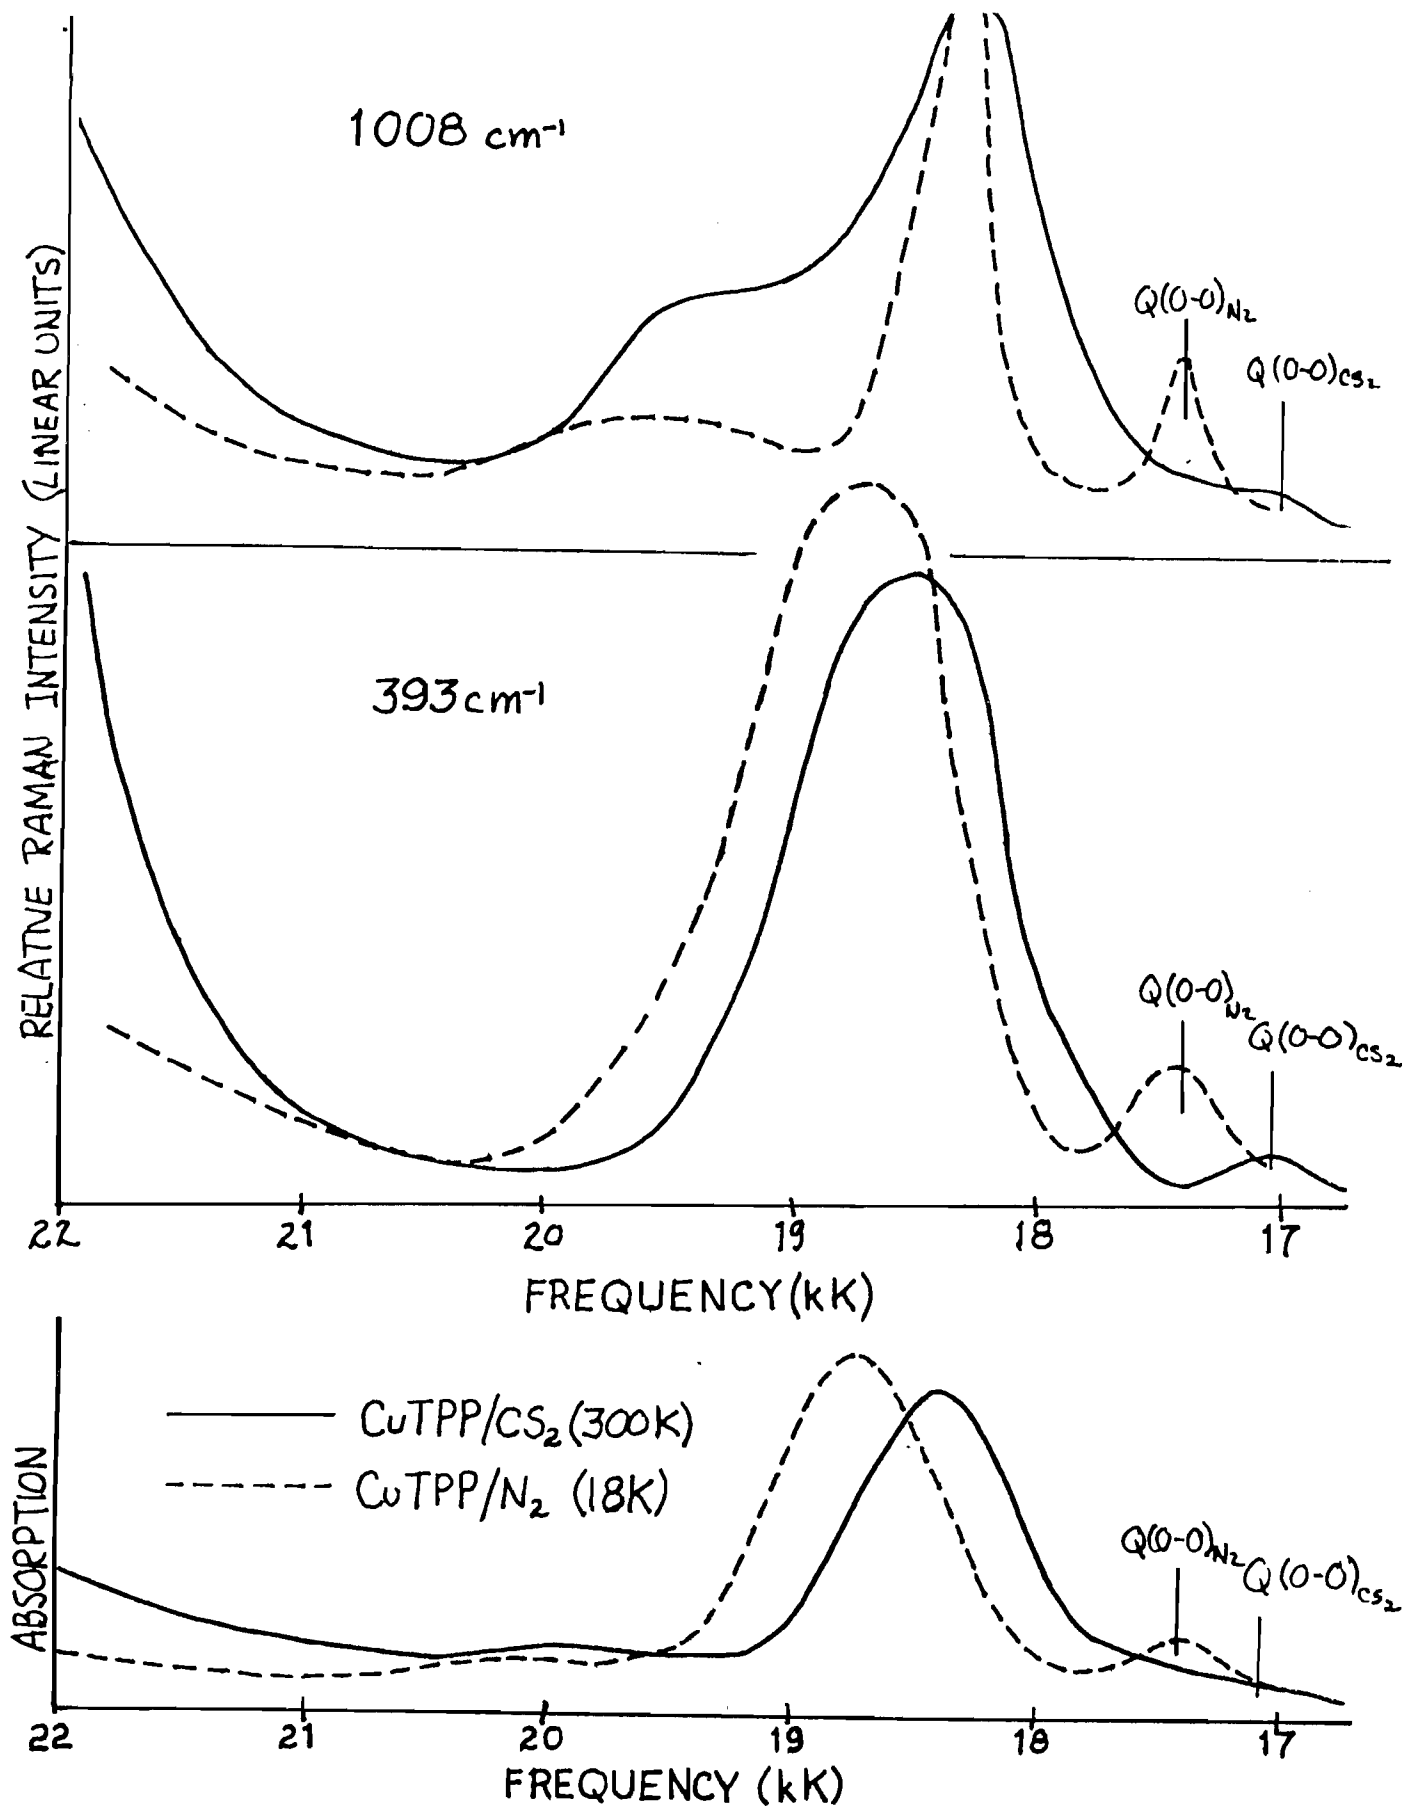 1008 cm⁻¹
Q(0-0)N₂
Q(0-0)CS₂
RELATIVE RAMAN INTENSITY (LINEAR UNITS)
393 cm⁻¹
Q(0-0)N₂
Q(0-0)CS₂
22 21 20 19 18 17
FREQUENCY (kK)
CuTPP/CS₂ (300K)
CuTPP/N₂ (18K)
Q(0-0)N₂ Q(0-0)CS₂
ABSORPTION
22 21 20 19 18 17
FREQUENCY (kK)